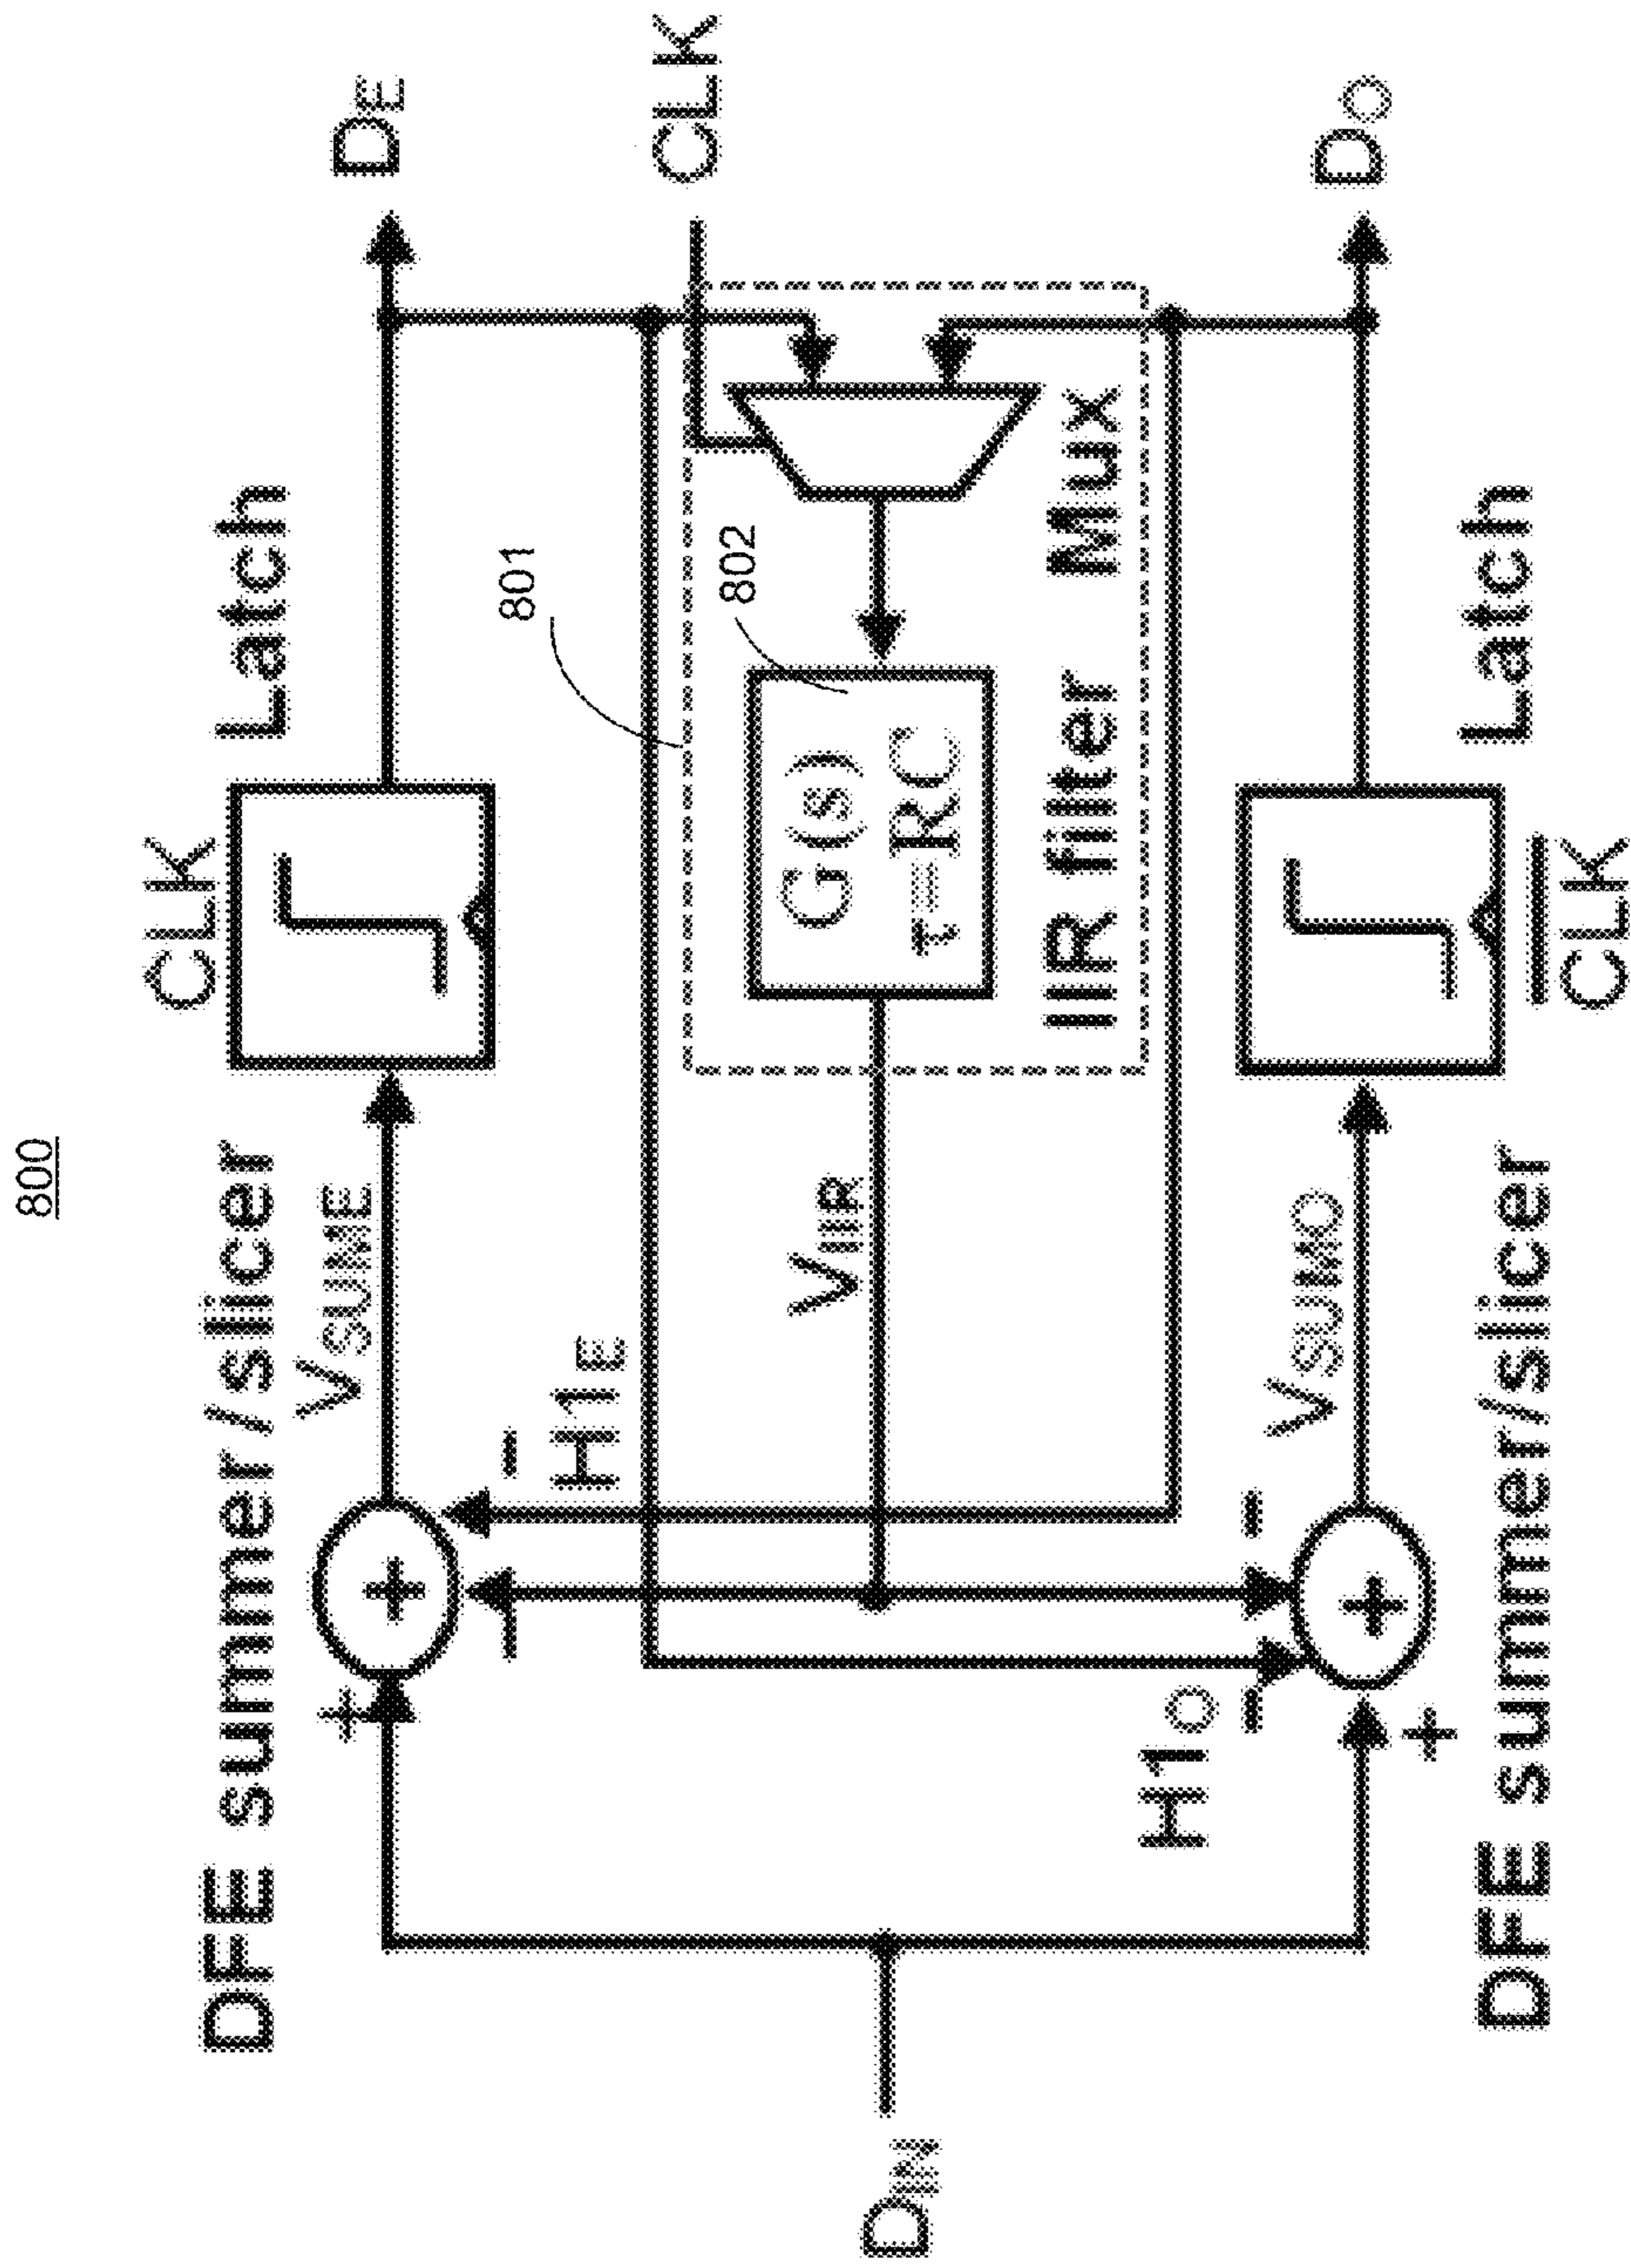 800
DFE summer/slicer
CLK
Latch
VSUME
DE
H1E
801
CLK
802
VIIR
G(s)
τ=RC
IIR filter
Mux
DIN
H1O
VSUMO
DO
Latch
DFE summer/slicer
C̅L̅K̅